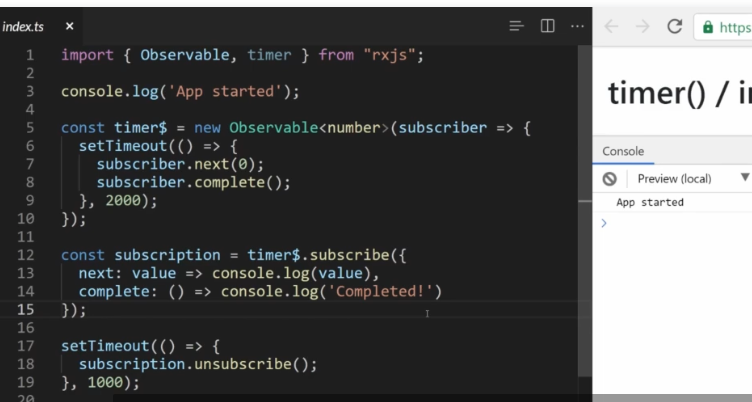 index.ts × ···
https
1 import { Observable, timer } from "rxjs";
2
3 console.log('App started');
4
5 const timer$ = new Observable<number>(subscriber => {
6 setTimeout(() => {
7 subscriber.next(0);
8 subscriber.complete();
9 }, 2000);
10 });
11
12 const subscription = timer$.subscribe({
13 next: value => console.log(value),
14 complete: () => console.log('Completed!')
15 });
16
17 setTimeout(() => {
18 subscription.unsubscribe();
19 }, 1000);
20
timer() / i
Console
Preview (local) ▼
App started
>